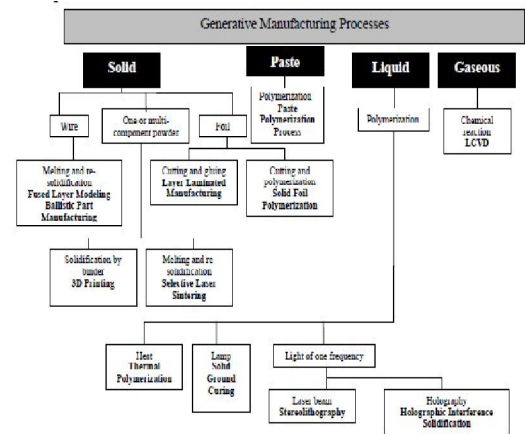 Generative Manufacturing Processes
Solid
Paste
Liquid
Gaseous
Wire
One or multi-
component powder
Foil
Polymerization
Paste
Polymerization
Process
Polymerization
Chemical
reaction
LCVD
Melting and re-
solidification
Fused Layer Modeling
Ballistic Part
Manufacturing
Cutting and gluing
Layer Laminated
Manufacturing
Cutting and
polymerization
Solid Foil
Polymerization
Solidification by
binder
3D Printing
Melting and re
solidification
Selective Laser
Sintering
Heat
Thermal
Polymerization
Lamp
Solid
Ground
Curing
Light of one frequency
Laser beam
Stereolithography
Holography
Holographic Interference
Solidification